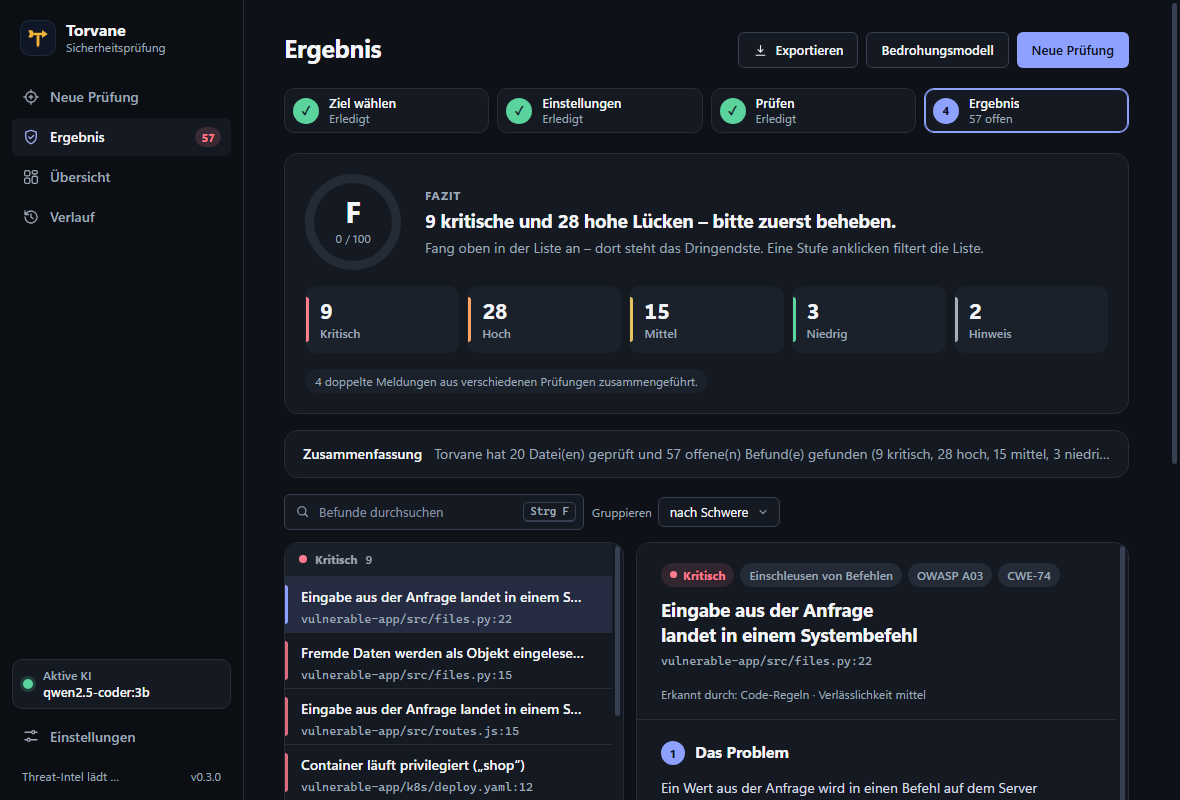 Torvane
Sicherheitsprüfung
Neue Prüfung
Ergebnis 57
Übersicht
Verlauf
Aktive KI
qwen2.5-coder:3b
Einstellungen
Threat-Intel lädt ... v0.3.0
Ergebnis
Exportieren Bedrohungsmodell Neue Prüfung
Ziel wählen
Erledigt
Einstellungen
Erledigt
Prüfen
Erledigt
4 Ergebnis
57 offen
F
0 / 100
FAZIT
9 kritische und 28 hohe Lücken – bitte zuerst beheben.
Fang oben in der Liste an – dort steht das Dringendste. Eine Stufe anklicken filtert die Liste.
9
Kritisch
28
Hoch
15
Mittel
3
Niedrig
2
Hinweis
4 doppelte Meldungen aus verschiedenen Prüfungen zusammengeführt.
Zusammenfassung Torvane hat 20 Datei(en) geprüft und 57 offene(n) Befund(e) gefunden (9 kritisch, 28 hoch, 15 mittel, 3 niedri...
Befunde durchsuchen Strg F Gruppieren nach Schwere
Kritisch 9
Eingabe aus der Anfrage landet in einem S...
vulnerable-app/src/files.py:22
Fremde Daten werden als Objekt eingelese...
vulnerable-app/src/files.py:15
Eingabe aus der Anfrage landet in einem S...
vulnerable-app/src/routes.js:15
Container läuft privilegiert („shop“)
vulnerable-app/k8s/deploy.yaml:12
Kritisch Einschleusen von Befehlen OWASP A03 CWE-74
Eingabe aus der Anfrage
landet in einem Systembefehl
vulnerable-app/src/files.py:22
Erkannt durch: Code-Regeln · Verlässlichkeit mittel
1 Das Problem
Ein Wert aus der Anfrage wird in einen Befehl auf dem Server